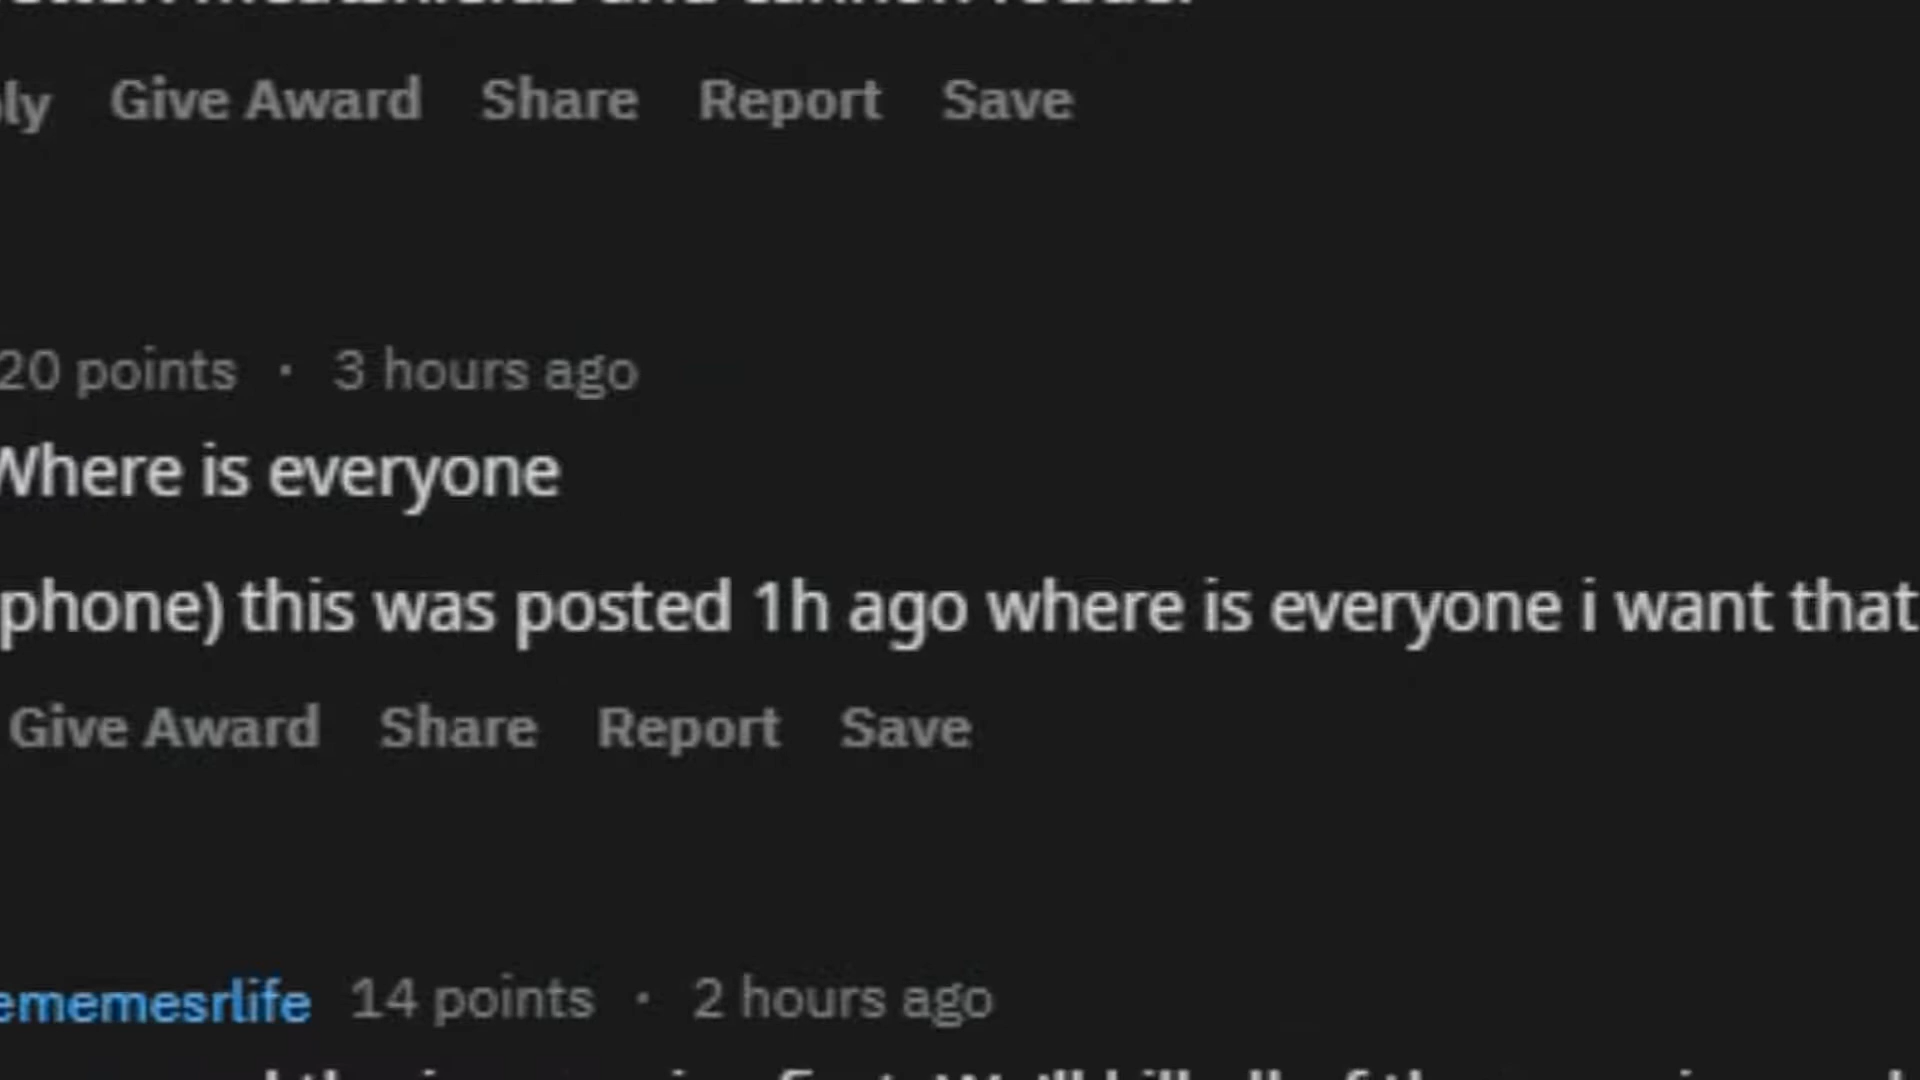 Give Award Share Report Save
20 points · 3 hours ago
Where is everyone
phone) this was posted 1h ago where is everyone i want that
Give Award Share Report Save
ememesrlife 14 points · 2 hours ago